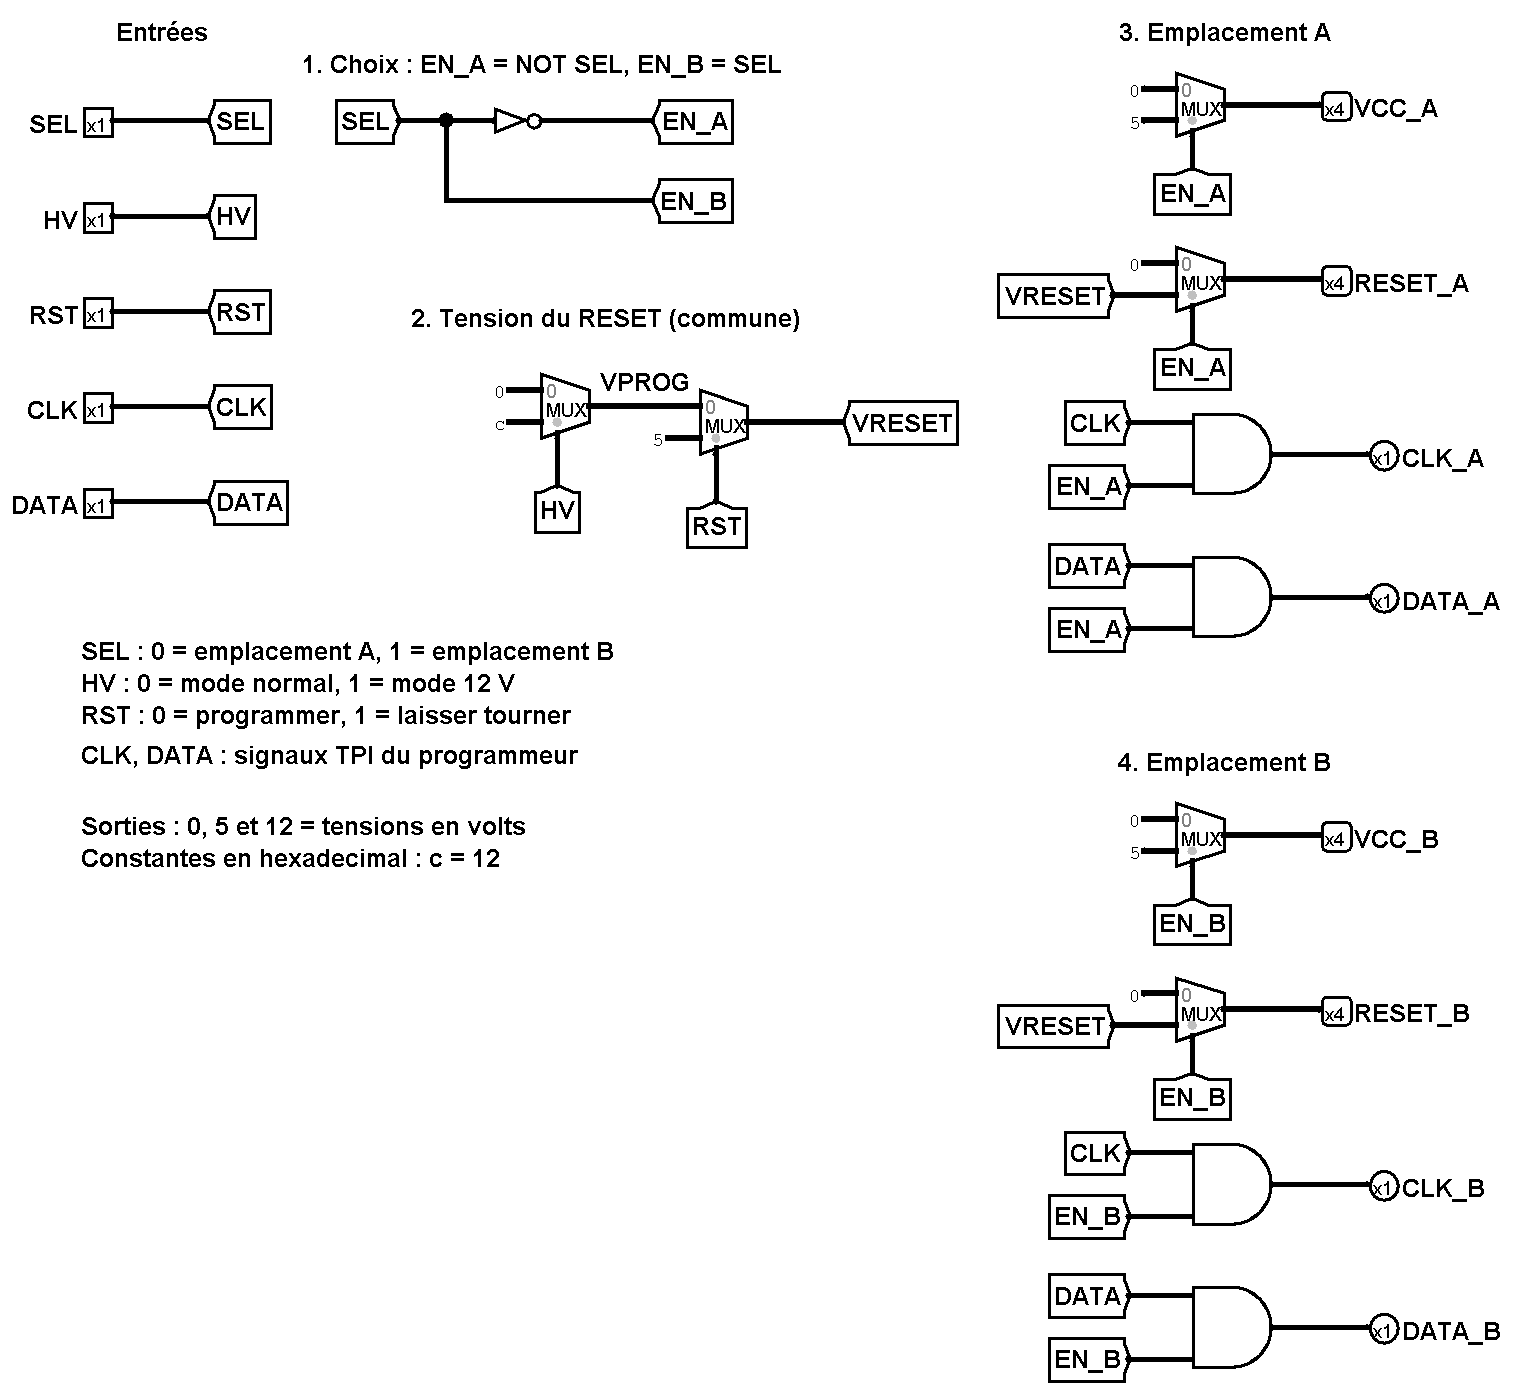 Entrées
SEL x1 SEL
HV x1 HV
RST x1 RST
CLK x1 CLK
DATA x1 DATA
1. Choix : EN_A = NOT SEL, EN_B = SEL
SEL EN_A
EN_B
2. Tension du RESET (commune)
0 0 VPROG
c MUX
0
5 MUX VRESET
HV
RST
SEL : 0 = emplacement A, 1 = emplacement B
HV : 0 = mode normal, 1 = mode 12 V
RST : 0 = programmer, 1 = laisser tourner
CLK, DATA : signaux TPI du programmeur
Sorties : 0, 5 et 12 = tensions en volts
Constantes en hexadecimal : c = 12
3. Emplacement A
0 0
5 MUX x4 VCC_A
EN_A
0 0
VRESET MUX x4 RESET_A
EN_A
CLK
EN_A
x1 CLK_A
DATA
EN_A
x1 DATA_A
4. Emplacement B
0 0
5 MUX x4 VCC_B
EN_B
0 0
VRESET MUX x4 RESET_B
EN_B
CLK
EN_B
x1 CLK_B
DATA
EN_B
x1 DATA_B